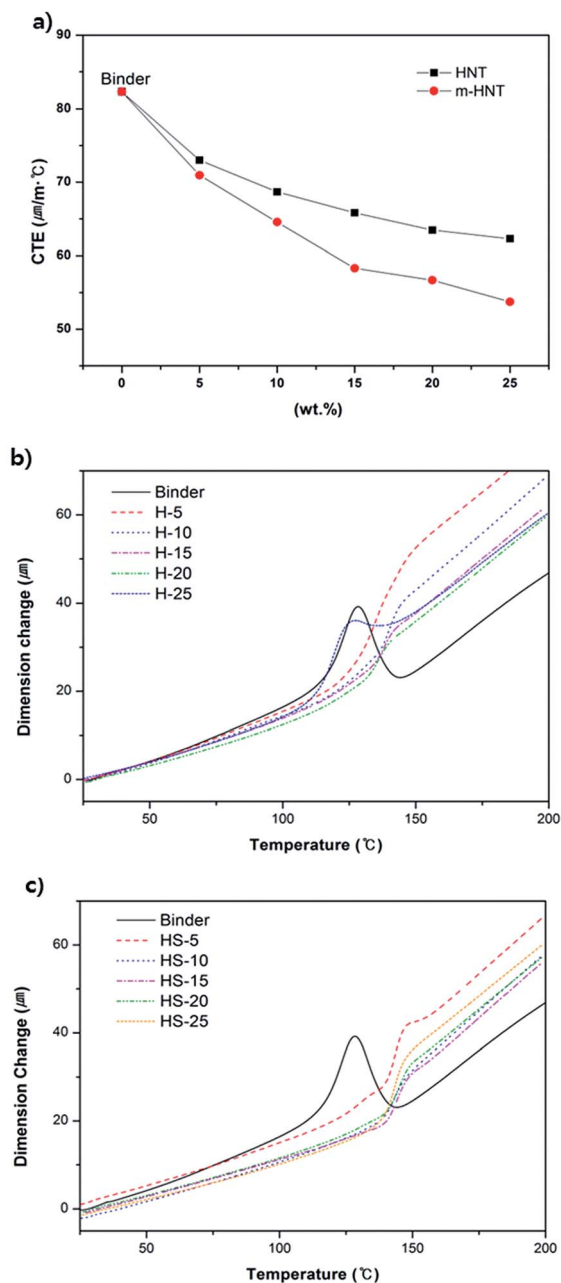 a)
90
80
70
60
50
CTE (㎛/m·℃)
Binder
HNT
m-HNT
0 5 10 15 20 25
(wt.%)
b)
60
40
20
0
Dimension change (㎛)
Binder
H-5
H-10
H-15
H-20
H-25
50 100 150 200
Temperature (℃)
c)
60
40
20
0
Dimension Change (㎛)
Binder
HS-5
HS-10
HS-15
HS-20
HS-25
50 100 150 200
Temperature (℃)